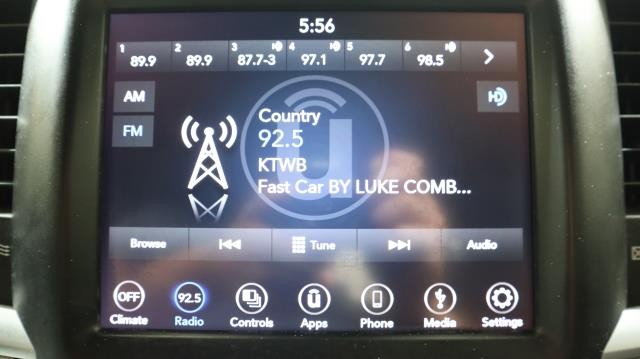 5:56
1 2 3 4 5 6
89.9 89.9 87.7-3 97.1 97.7 98.5
AM
FM
Country
92.5
KTWB
Fast Car BY LUKE COMB...
Browse Tune Audio
OFF 92.5
Climate Radio Controls Apps Phone Media Settings